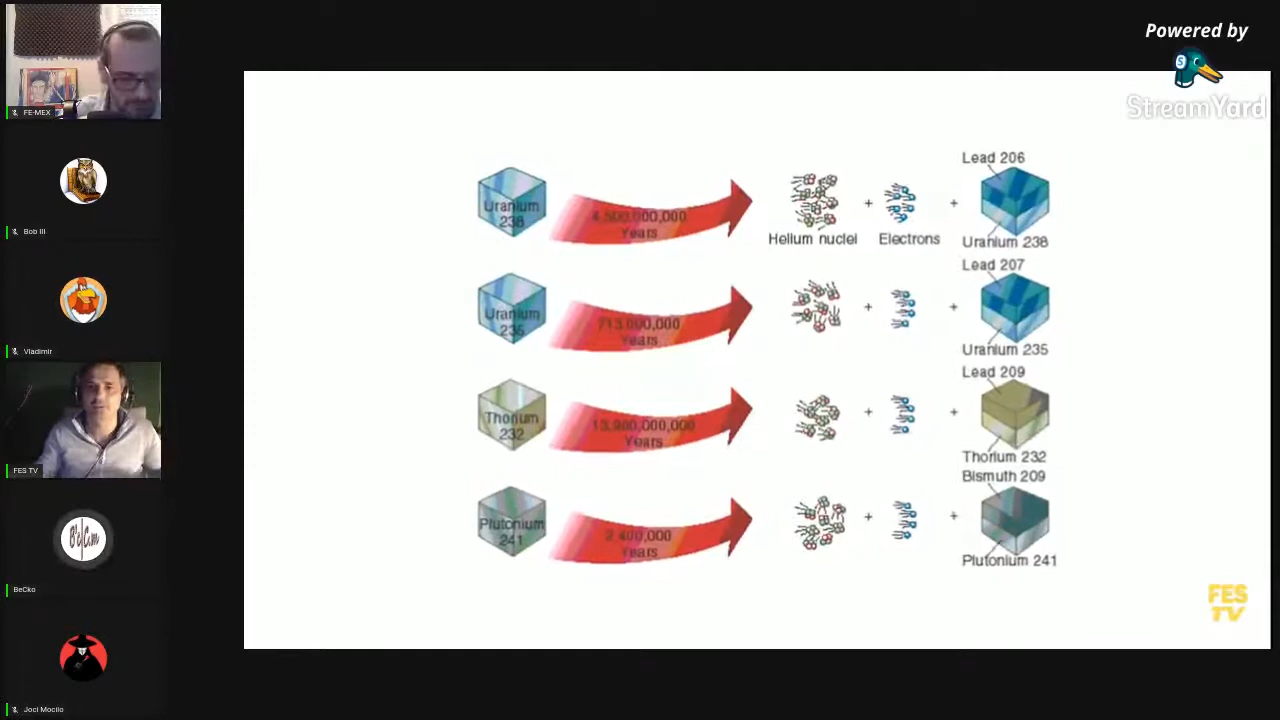 Powered by
StreamYard
FE-MEX
Bob III
Vladimir
FES TV
BeCko
Joci Mocilo
Uranium
238
4,500,000,000
Years
Helium nuclei
+
Electrons
+
Lead 206
Uranium 238
Uranium
235
713,000,000
Years
+
+
Lead 207
Uranium 235
Thorium
232
13,900,000,000
Years
+
+
Lead 209
Thorium 232
Plutonium
241
2,400,000
Years
+
+
Bismuth 209
Plutonium 241
FES
TV